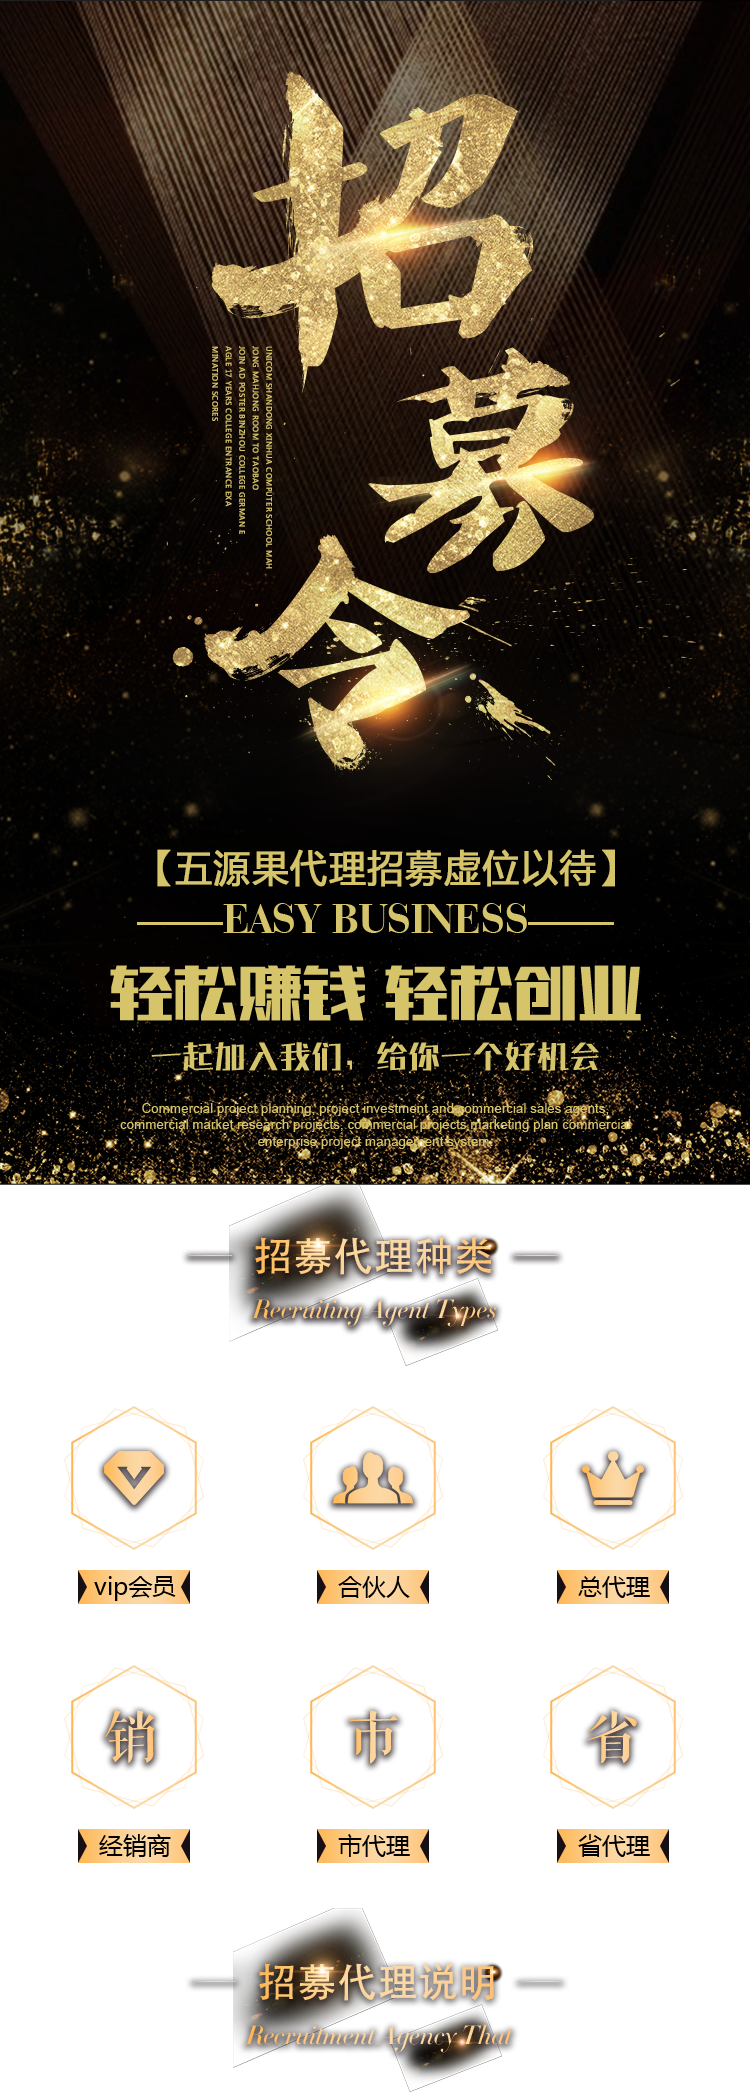 招
募
令
UNICOM SHANDONG XINHUA COMPUTER SCHOOL MAH
JONG MAHJONG ROOM TO TAOBAO
JOIN AD POSTER BINZHOU COLLEGE GERMAN E
AGLE 17 YEARS COLLEGE ENTRANCE EXA
MINATION SCORES
【五源果代理招募虚位以待】
——EASY BUSINESS——
轻松赚钱 轻松创业
一起加入我们，给你一个好机会
Commercial project planning, project investment and commercial sales agents,
commercial market research projects, commercial projects marketing plan commercial
enterprise project management system.
招募代理种类
Recruiting Agent Types
vip会员
合伙人
总代理
销
市
省
经销商
市代理
省代理
招募代理说明
Recruitment Agency That